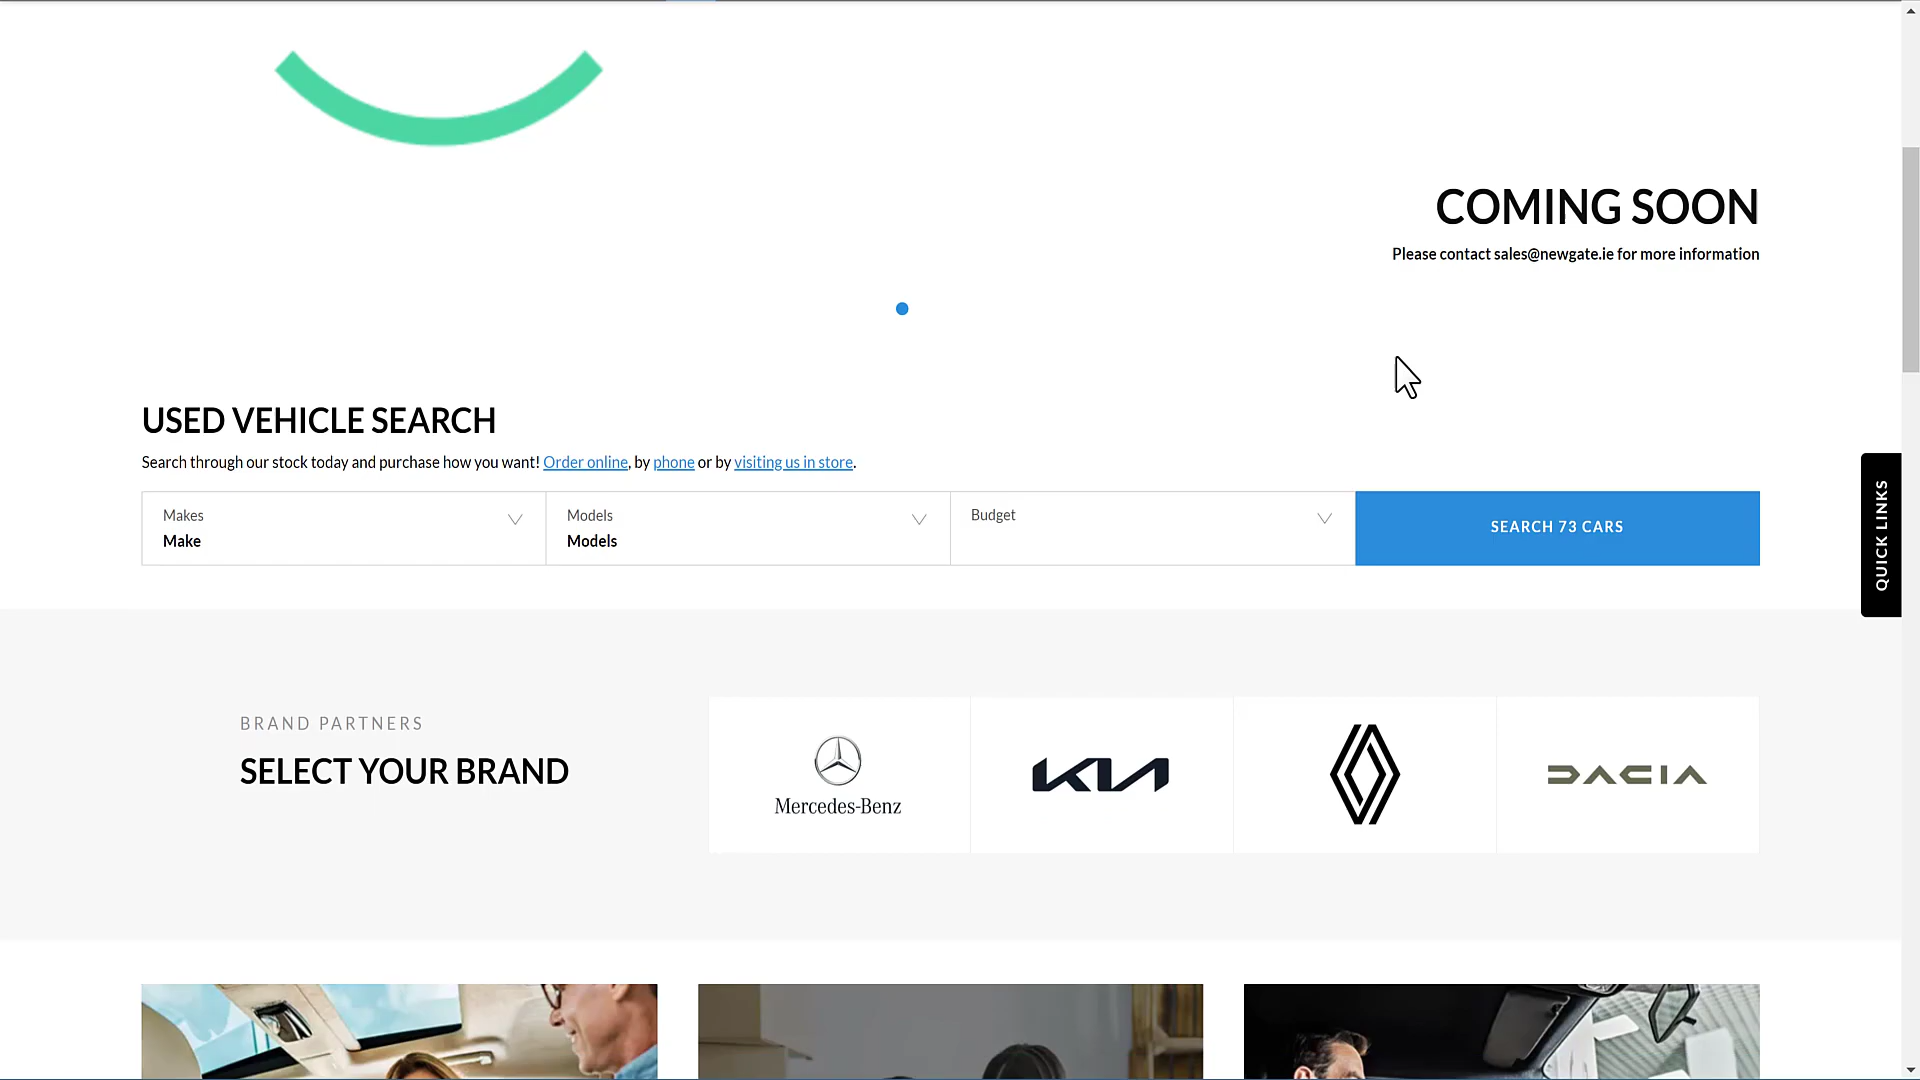 COMING SOON
Please contact sales@newgate.ie for more information
USED VEHICLE SEARCH
Search through our stock today and purchase how you want! Order online, by phone or by visiting us in store.
Makes
Make
Models
Models
Budget
SEARCH 73 CARS
QUICK LINKS
BRAND PARTNERS
SELECT YOUR BRAND
Mercedes-Benz
KIA
DACIA